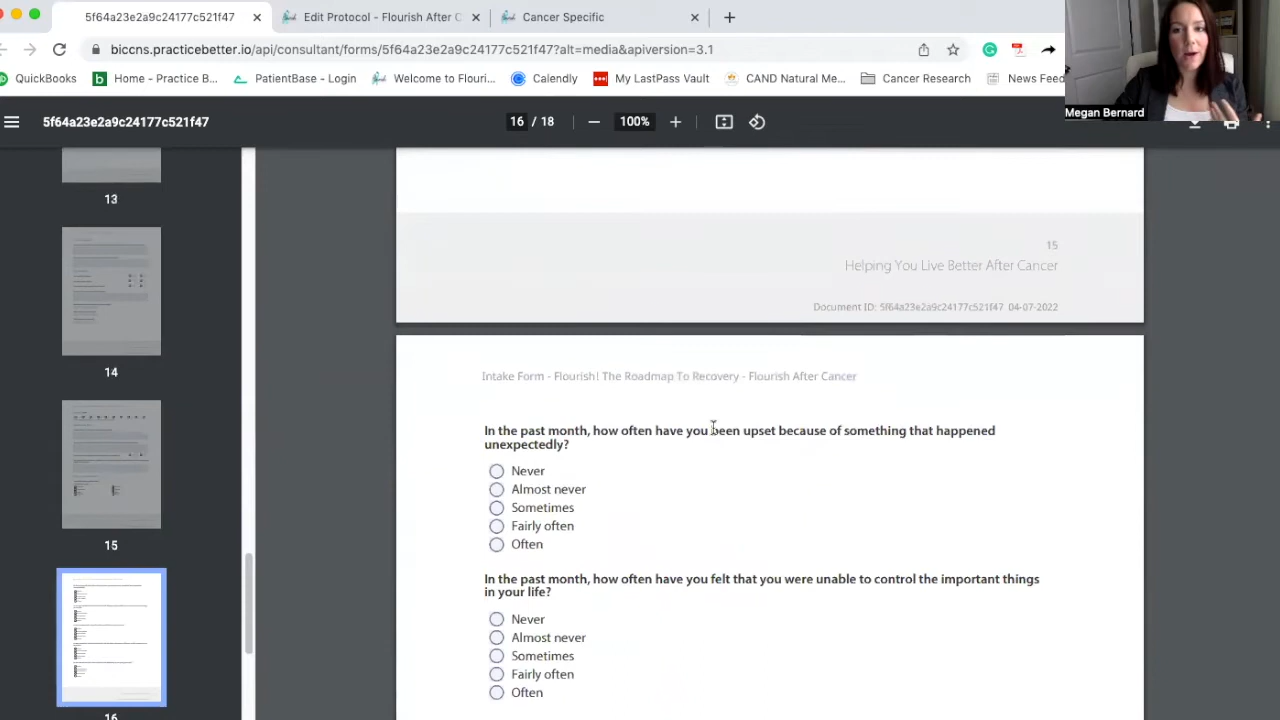 5f64a23e2a9c24177c521f47
Edit Protocol - Flourish After C
Cancer Specific
biccns.practicebetter.io/api/consultant/forms/5f64a23e2a9c24177c521f47?alt=media&apiversion=3.1
QuickBooks
Home - Practice B...
PatientBase - Login
Welcome to Flouri...
Calendly
My LastPass Vault
CAND Natural Me...
Cancer Research
News Feed
Megan Bernard
5f64a23e2a9c24177c521f47
16 / 18
100%
13
14
15
16
15
Helping You Live Better After Cancer
Document ID: 5f64a23e2a9c24177c521f47 04-07-2022
Intake Form - Flourish! The Roadmap To Recovery - Flourish After Cancer
In the past month, how often have you been upset because of something that happened
unexpectedly?
Never
Almost never
Sometimes
Fairly often
Often
In the past month, how often have you felt that you were unable to control the important things
in your life?
Never
Almost never
Sometimes
Fairly often
Often